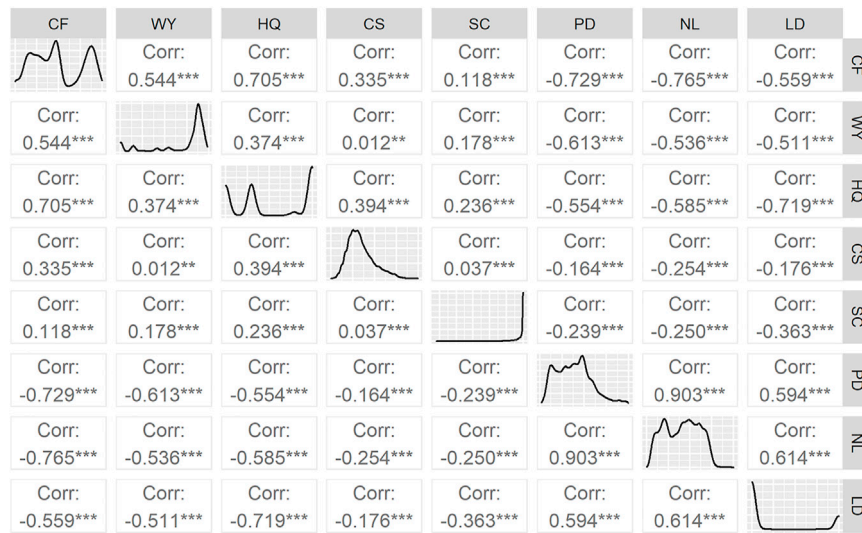 CF WY HQ CS SC PD NL LD
Corr: Corr: Corr: Corr: Corr: Corr: Corr:
0.544*** 0.705*** 0.335*** 0.118*** -0.729*** -0.765*** -0.559***
CF
Corr: Corr: Corr: Corr: Corr: Corr: Corr:
0.544*** 0.374*** 0.012** 0.178*** -0.613*** -0.536*** -0.511***
WY
Corr: Corr: Corr: Corr: Corr: Corr: Corr:
0.705*** 0.374*** 0.394*** 0.236*** -0.554*** -0.585*** -0.719***
HQ
Corr: Corr: Corr: Corr: Corr: Corr: Corr:
0.335*** 0.012** 0.394*** 0.037*** -0.164*** -0.254*** -0.176***
CS
Corr: Corr: Corr: Corr: Corr: Corr: Corr:
0.118*** 0.178*** 0.236*** 0.037*** -0.239*** -0.250*** -0.363***
SC
Corr: Corr: Corr: Corr: Corr: Corr: Corr:
-0.729*** -0.613*** -0.554*** -0.164*** -0.239*** 0.903*** 0.594***
PD
Corr: Corr: Corr: Corr: Corr: Corr: Corr:
-0.765*** -0.536*** -0.585*** -0.254*** -0.250*** 0.903*** 0.614***
NL
Corr: Corr: Corr: Corr: Corr: Corr: Corr:
-0.559*** -0.511*** -0.719*** -0.176*** -0.363*** 0.594*** 0.614***
LD